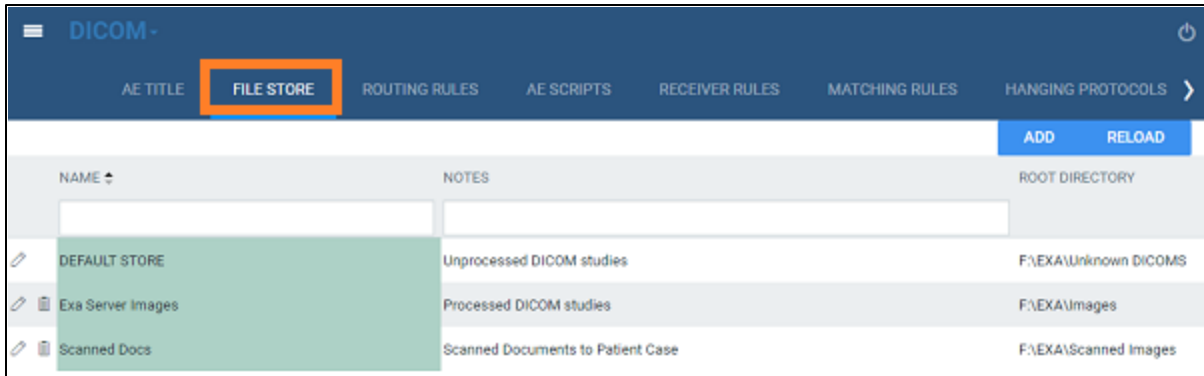 DICOM
AE TITLE FILE STORE ROUTING RULES AE SCRIPTS RECEIVER RULES MATCHING RULES HANGING PROTOCOLS
ADD RELOAD
NAME NOTES ROOT DIRECTORY
DEFAULT STORE Unprocessed DICOM studies F:\EXA\Unknown DICOMS
Exa Server Images Processed DICOM studies F:\EXA\Images
Scanned Docs Scanned Documents to Patient Case F:\EXA\Scanned Images